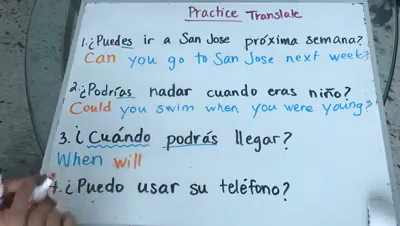 Practice Translate
1. ¿Puedes ir a San Jose próxima semana?
Can you go to San Jose next week?
2. ¿Podrías nadar cuando eras niño?
Could you swim when you were young?
3. ¿Cuándo podrás llegar?
When will
4. ¿Puedo usar su teléfono?